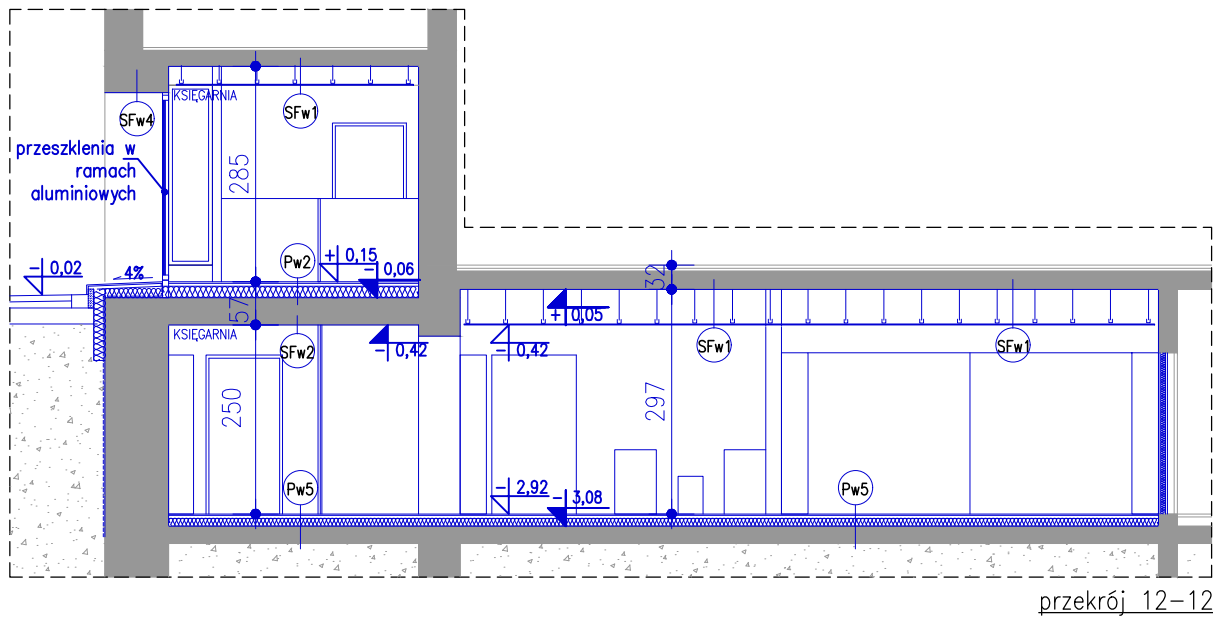 KSIĘGARNIA
SFw4
SFw1
przeszklenia w
ramach
aluminiowych
285
Pw2
+ 0,15
- 0,06
- 0,02
4%
57
32
+ 0,05
KSIĘGARNIA
SFw2
- 0,42
- 0,42
SFw1
SFw1
250
297
Pw5
- 2,92
- 3,08
Pw5
przekrój 12-12